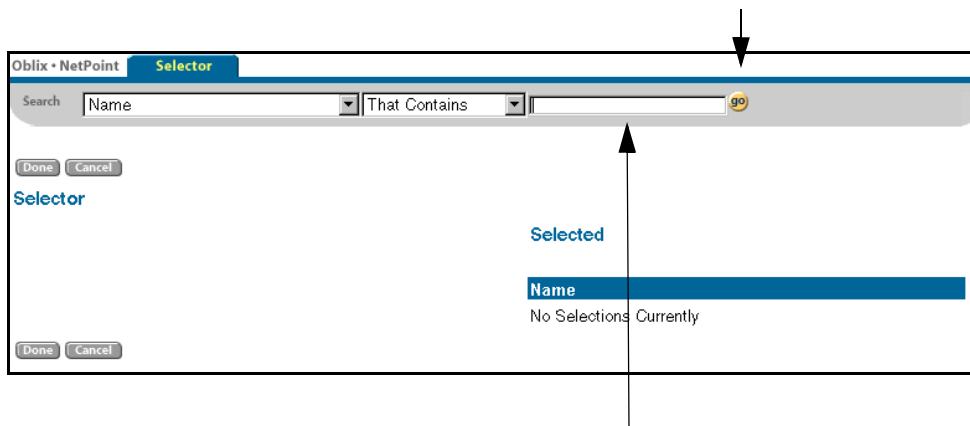 Oblix • NetPoint Selector
Search Name That Contains go
Done Cancel
Selector
Selected
Name
No Selections Currently
Done Cancel